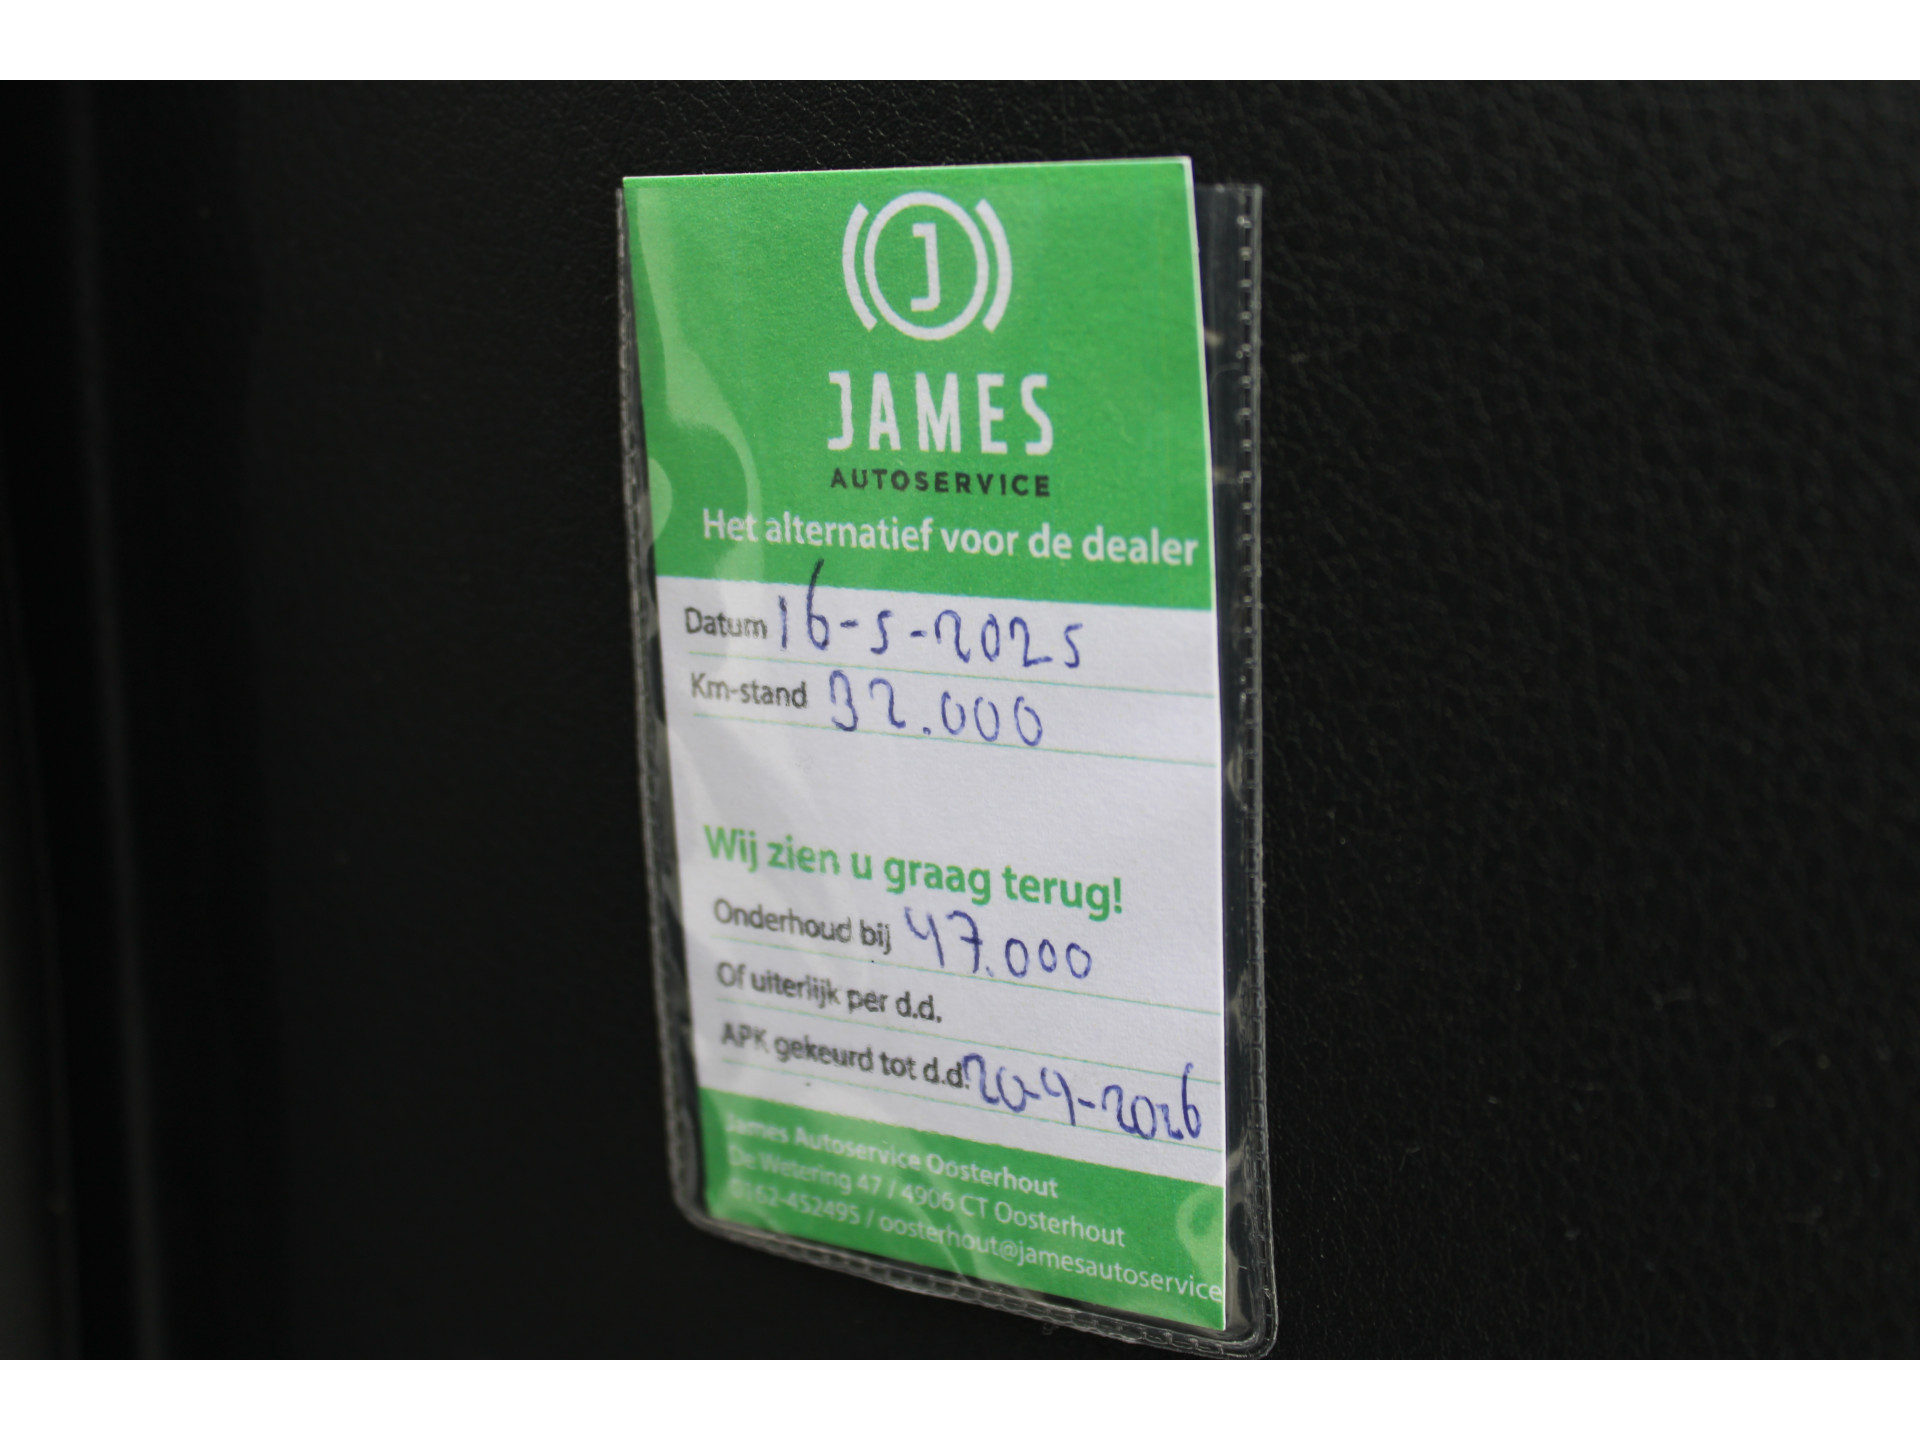 J
JAMES
AUTOSERVICE
Het alternatief voor de dealer
Datum 16-5-2025
Km-stand 32.000
Wij zien u graag terug!
Onderhoud bij 47.000
Of uiterlijk per d.d.
APK gekeurd tot d.d. 20-4-2026
James Autoservice Oosterhout
De Wetering 47 / 4906 CT Oosterhout
0162-452495 / oosterhout@jamesautoservice